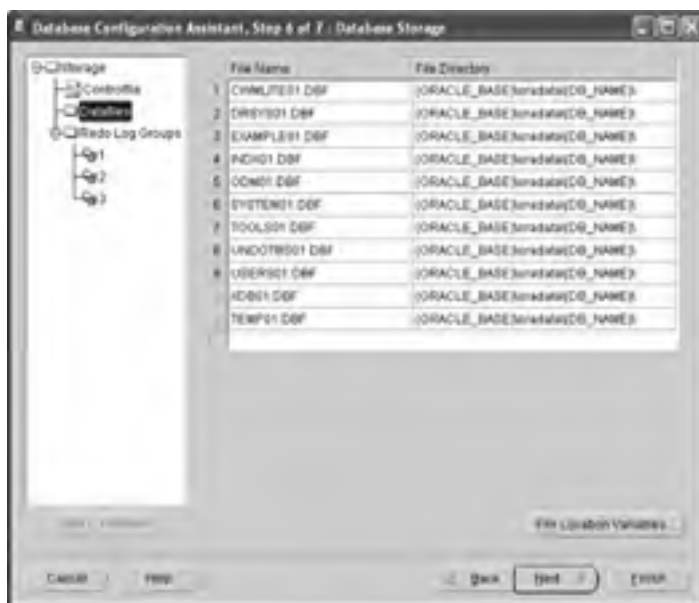 Database Configuration Assistant, Step 6 of 7 : Database Storage
Storage
Controlfile
Datafiles
Redo Log Groups
1
2
3
File Name File Directory
1 CWMLITE01.DBF {ORACLE_BASE}\oradata\{DB_NAME}\
2 DRSYS01.DBF {ORACLE_BASE}\oradata\{DB_NAME}\
3 EXAMPLE01.DBF {ORACLE_BASE}\oradata\{DB_NAME}\
4 INDX01.DBF {ORACLE_BASE}\oradata\{DB_NAME}\
5 ODM01.DBF {ORACLE_BASE}\oradata\{DB_NAME}\
6 SYSTEM01.DBF {ORACLE_BASE}\oradata\{DB_NAME}\
7 TOOLS01.DBF {ORACLE_BASE}\oradata\{DB_NAME}\
8 UNDOTBS01.DBF {ORACLE_BASE}\oradata\{DB_NAME}\
9 USERS01.DBF {ORACLE_BASE}\oradata\{DB_NAME}\
XDB01.DBF {ORACLE_BASE}\oradata\{DB_NAME}\
TEMP01.DBF {ORACLE_BASE}\oradata\{DB_NAME}\
File Location Variables...
Cancel Help Back Next Finish